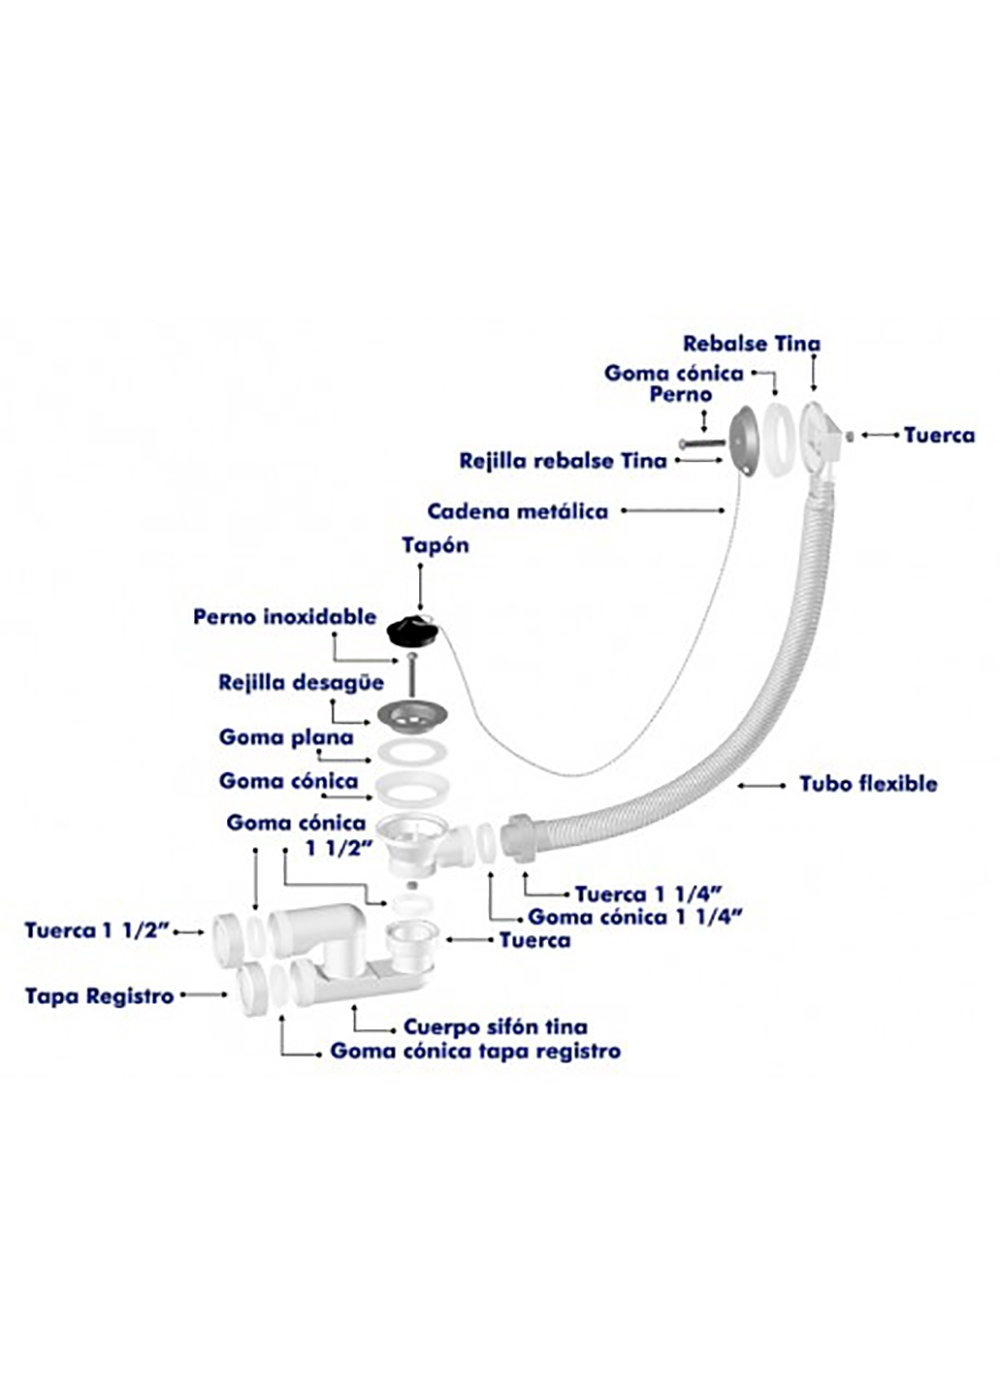 Rebalse Tina
Goma cónica
Perno
Tuerca
Rejilla rebalse Tina
Cadena metálica
Tapón
Perno inoxidable
Rejilla desagüe
Goma plana
Goma cónica
Tubo flexible
Goma cónica
1 1/2”
Tuerca 1 1/4”
Goma cónica 1 1/4”
Tuerca 1 1/2”
Tuerca
Tapa Registro
Cuerpo sifón tina
Goma cónica tapa registro